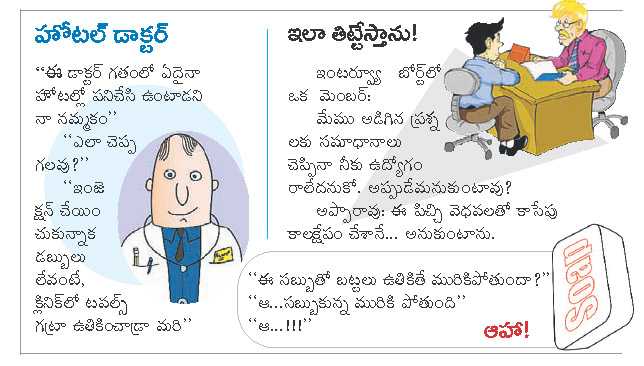 హోటల్ డాక్టర్
“ఈ డాక్టర్ గతంలో ఏదైనా
హోటల్లో పనిచేసి ఉంటాడని
నా నమ్మకం”
“ఎలా చెప్ప
గలవు?”
“ఇంజె
క్షన్ చేయిం
చుకున్నాక
డబ్బులు
లేవంటే,
క్లినిక్‌లో టవల్స్
గట్రా ఉతికించాడ్రా మరి”
ఇలా తిట్టేస్తాను!
ఇంటర్వ్యూ బోర్డ్‌లో
ఒక మెంబర్:
మేము అడిగిన ప్రశ్న
లకు సమాధానాలు
చెప్పినా నీకు ఉద్యోగం
రాలేదనుకో. అప్పుడేమనుకుంటావు?
అప్పారావు: ఈ పిచ్చి వెధవలతో కాసేపు
కాలక్షేపం చేశానే... అనుకుంటాను.
“ఈ సబ్బుతో బట్టలు ఉతికితే మురికిపోతుందా?”
“ఆ...సబ్బుకున్న మురికి పోతుంది”
“ఆ...!!!”
ఆహా!
Soap